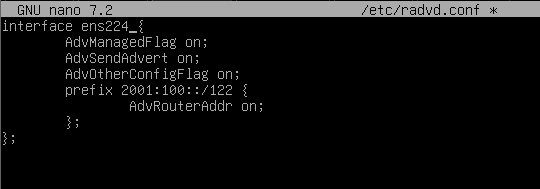 GNU nano 7.2 /etc/radvd.conf *
interface ens224 {
AdvManagedFlag on;
AdvSendAdvert on;
AdvOtherConfigFlag on;
prefix 2001:100::/122 {
AdvRouterAddr on;
};
};